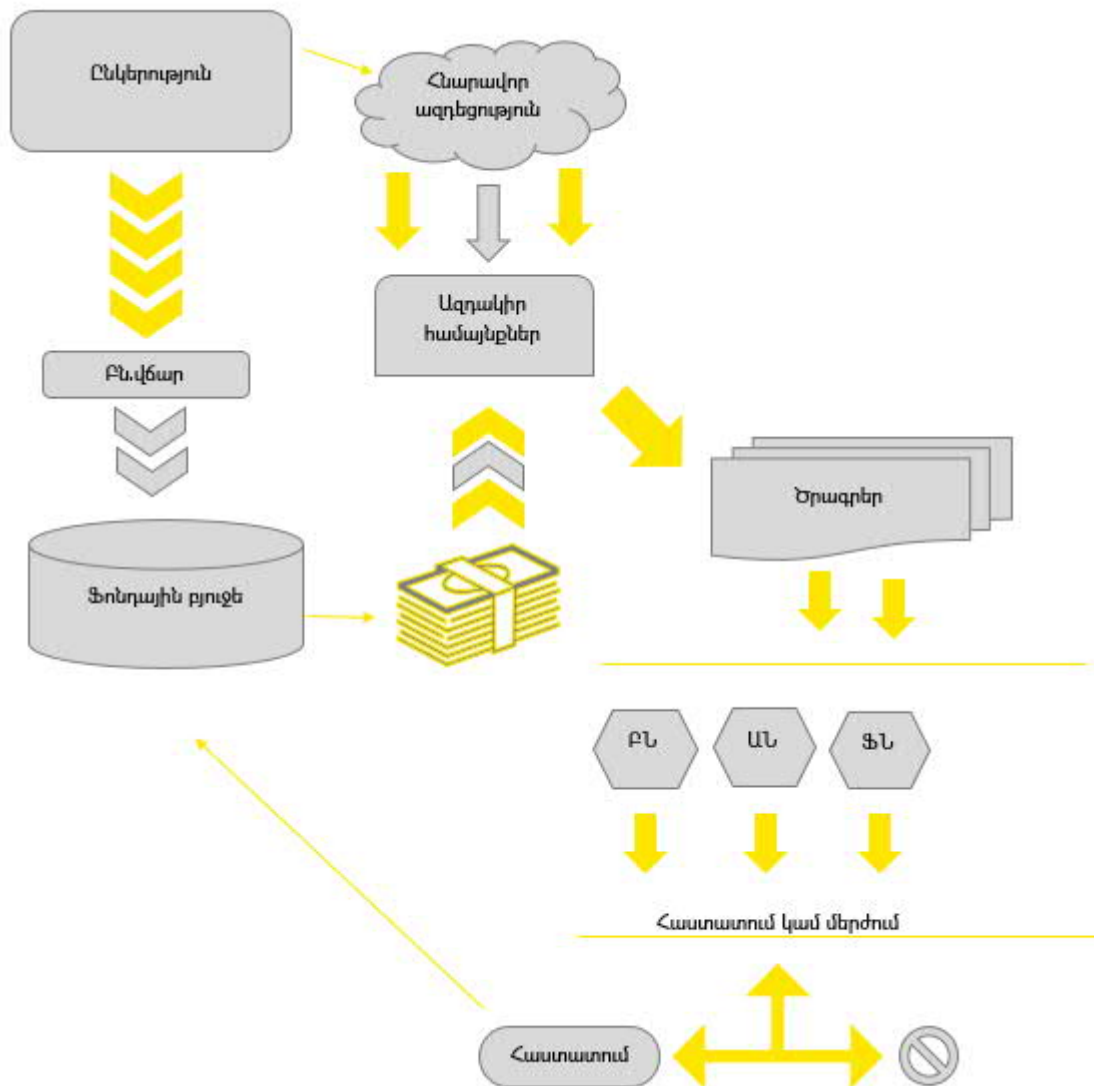 Ընկերություն
Հնարավոր
ազդեցություն
Ազդակիր
համայնքներ
Բն.վճար
Ծրագրեր
Ֆոնդային բյուջե
ԲՆ
ԱՆ
ՖՆ
Հաստատում կամ մերժում
Հաստատում